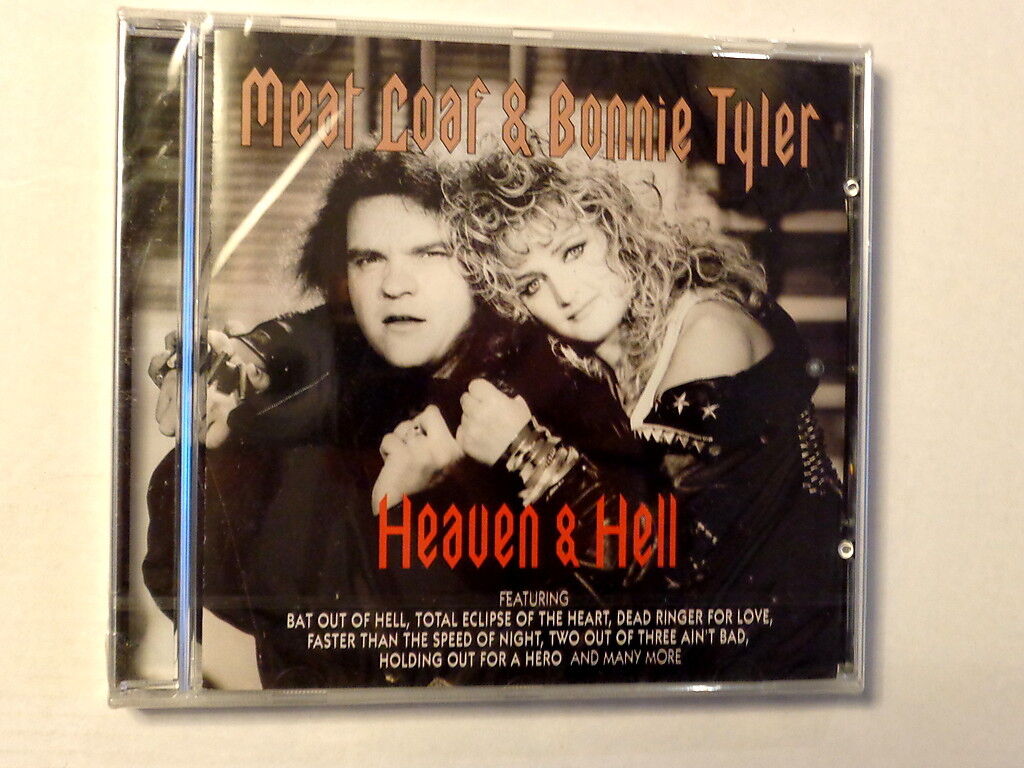 Meat Loaf & Bonnie Tyler
Heaven & Hell
FEATURING
BAT OUT OF HELL, TOTAL ECLIPSE OF THE HEART, DEAD RINGER FOR LOVE,
FASTER THAN THE SPEED OF NIGHT, TWO OUT OF THREE AIN'T BAD,
HOLDING OUT FOR A HERO AND MANY MORE